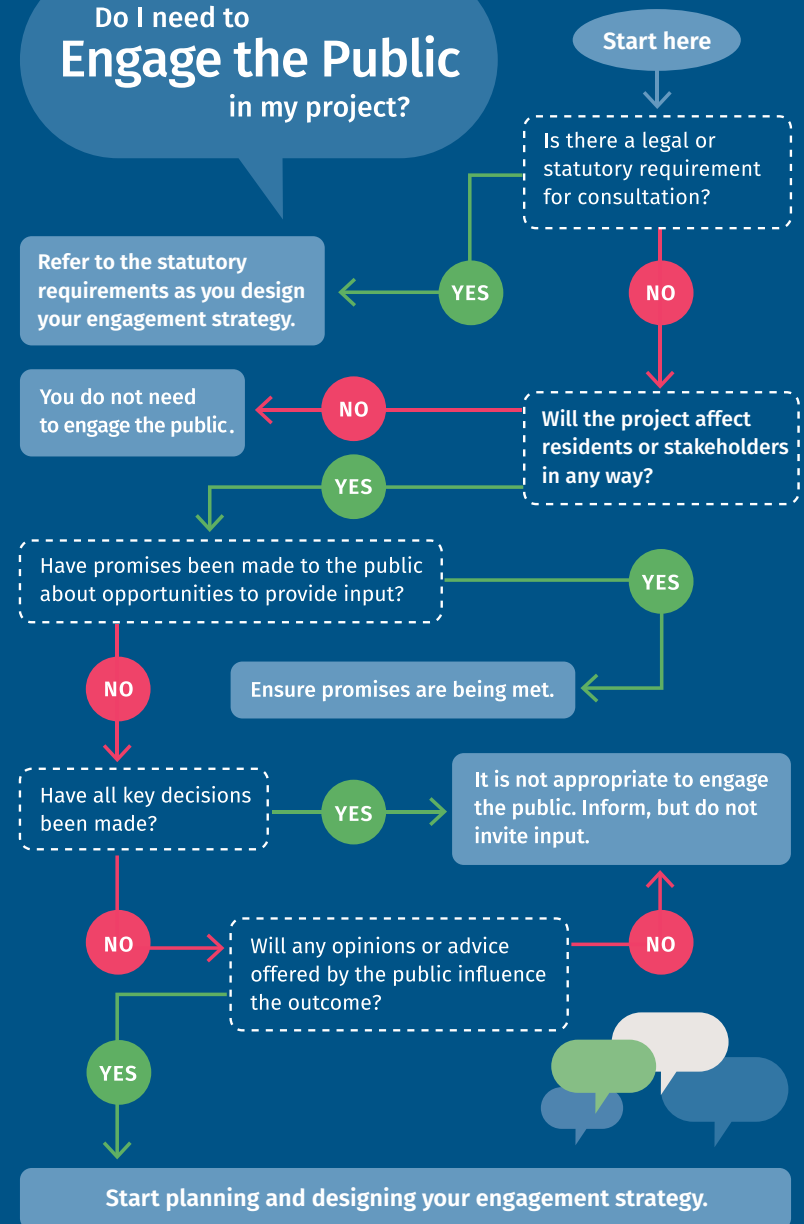 Do I need to
Engage the Public
in my project?
Start here
Is there a legal or
statutory requirement
for consultation?
YES
NO
Refer to the statutory
requirements as you design
your engagement strategy.
Will the project affect
residents or stakeholders
in any way?
NO
You do not need
to engage the public.
YES
Have promises been made to the public
about opportunities to provide input?
YES
Ensure promises are being met.
NO
Have all key decisions
been made?
YES
It is not appropriate to engage
the public. Inform, but do not
invite input.
NO
Will any opinions or advice
offered by the public influence
the outcome?
NO
YES
Start planning and designing your engagement strategy.